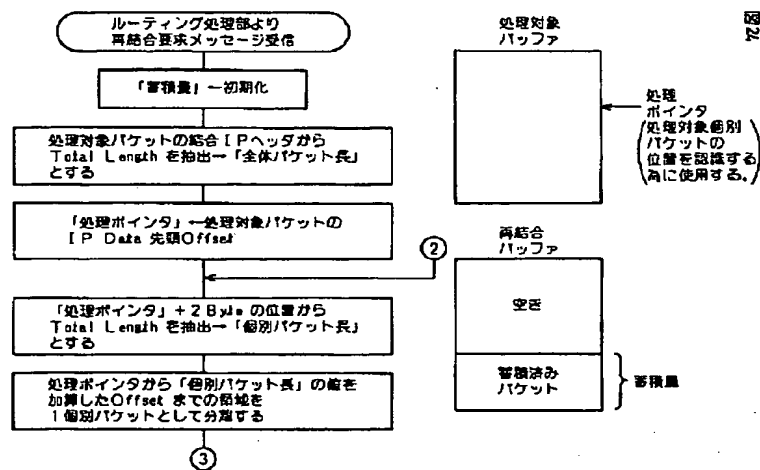 図24
ルーティング処理部より
再結合要求メッセージ受信
「蓄積量」←初期化
処理対象パケットの結合IPヘッダから
Total Length を抽出→「全体パケット長」
とする
「処理ポインタ」←処理対象パケットの
IP Data 先頭Offset
②
「処理ポインタ」+2Byteの位置から
Total Length を抽出→「個別パケット長」
とする
処理ポインタから「個別パケット長」の値を
加算したOffset までの領域を
1個別パケットとして分離する
③
処理対象
バッファ
処理
ポインタ
(処理対象個別
パケットの
位置を認識する
為に使用する。)
再結合
バッファ
空き
蓄積済み
パケット
蓄積量